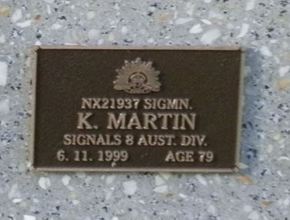 NX21937 SIGMN.
K. MARTIN
SIGNALS 8 AUST. DIV.
6. 11. 1999 AGE 79